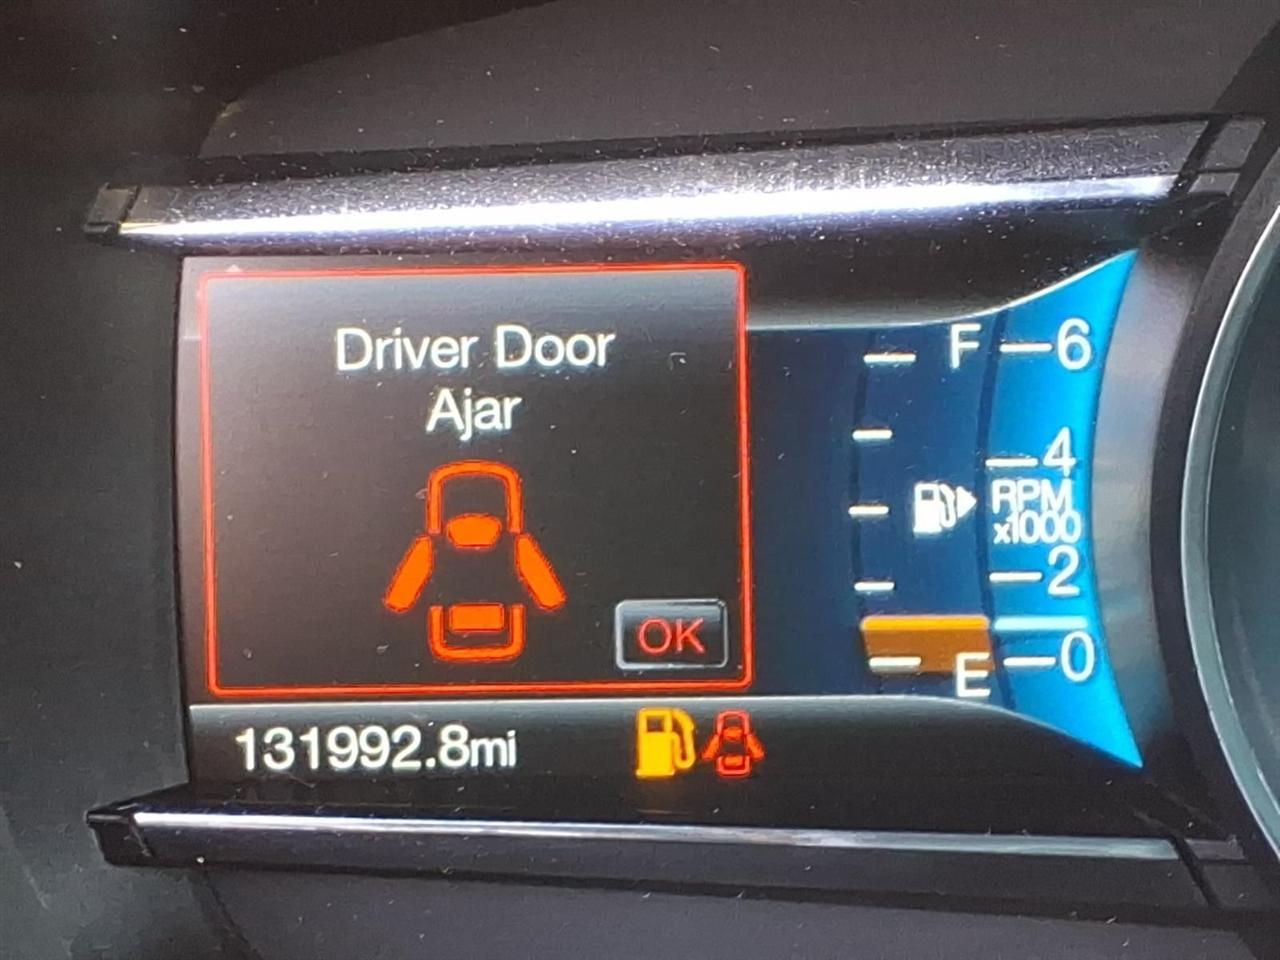 Driver Door
Ajar
OK
131992.8mi
F
E
6
4
RPM
x1000
2
0